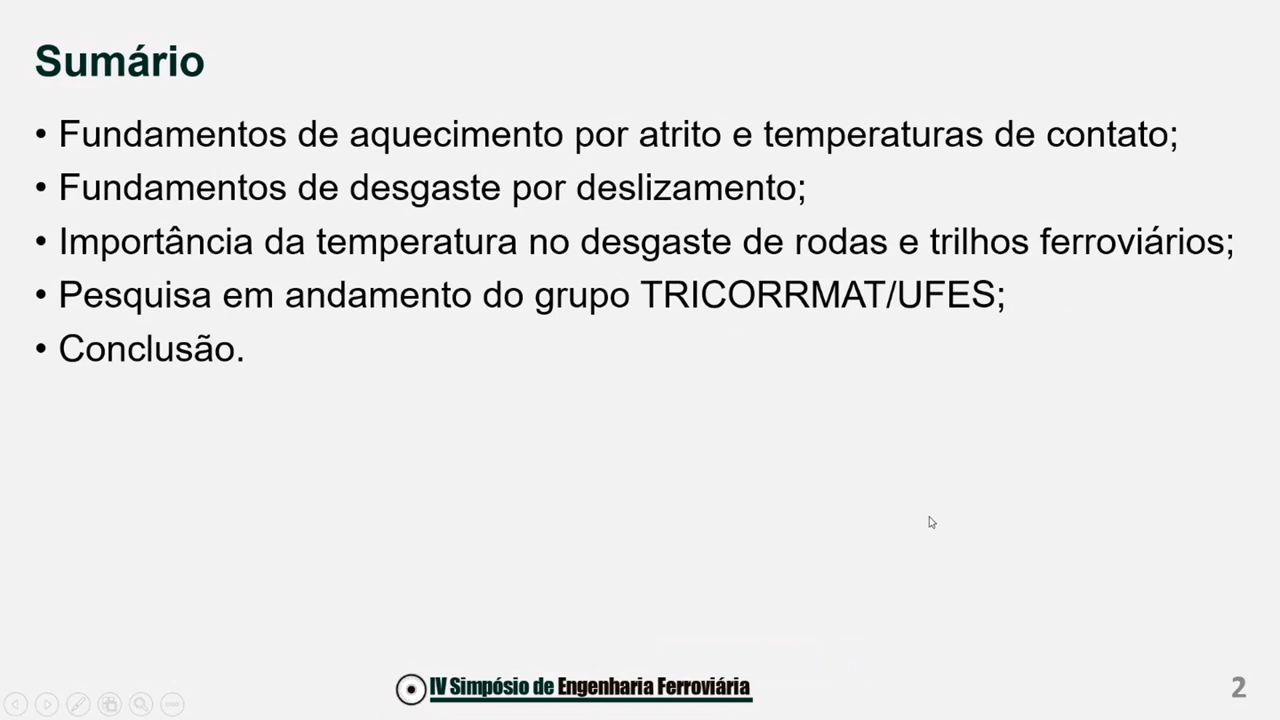 Sumário
• Fundamentos de aquecimento por atrito e temperaturas de contato;
• Fundamentos de desgaste por deslizamento;
• Importância da temperatura no desgaste de rodas e trilhos ferroviários;
• Pesquisa em andamento do grupo TRICORRMAT/UFES;
• Conclusão.
IV Simpósio de Engenharia Ferroviária
2